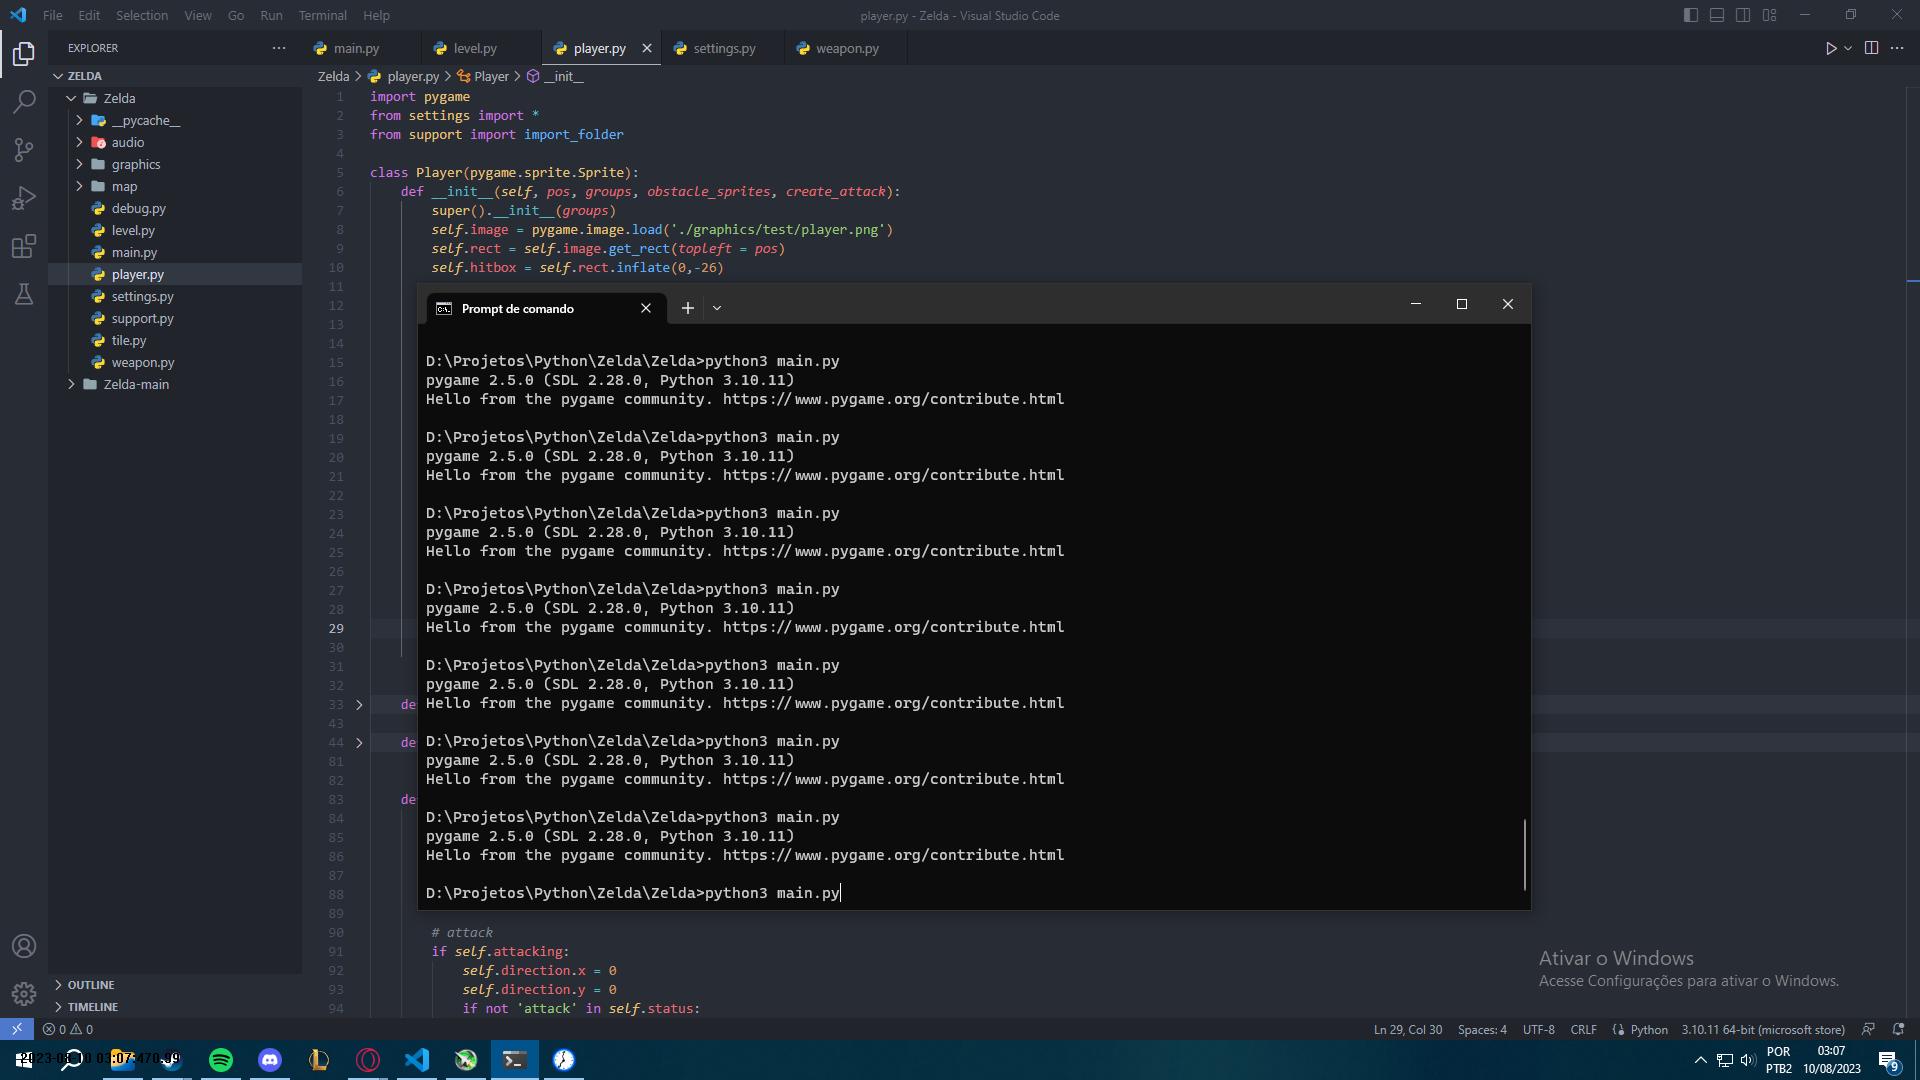 File Edit Selection View Go Run Terminal Help
player.py - Zelda - Visual Studio Code
EXPLORER
main.py level.py player.py settings.py weapon.py
ZELDA
Zelda
__pycache__
audio
graphics
map
debug.py
level.py
main.py
player.py
settings.py
support.py
tile.py
weapon.py
Zelda-main
OUTLINE
TIMELINE
Zelda > player.py > Player > __init__
1 import pygame
2 from settings import *
3 from support import import_folder
4
5 class Player(pygame.sprite.Sprite):
6 def __init__(self, pos, groups, obstacle_sprites, create_attack):
7 super().__init__(groups)
8 self.image = pygame.image.load('./graphics/test/player.png')
9 self.rect = self.image.get_rect(topleft = pos)
10 self.hitbox = self.rect.inflate(0,-26)
11
12
13
14
15
16
17
18
19
20
21
22
23
24
25
26
27
28
29
30
31
32
33 de
43
44 de
81
82
83 de
84
85
86
87
88
89
90 # attack
91 if self.attacking:
92 self.direction.x = 0
93 self.direction.y = 0
94 if not 'attack' in self.status:
Prompt de comando
D:\Projetos\Python\Zelda\Zelda>python3 main.py
pygame 2.5.0 (SDL 2.28.0, Python 3.10.11)
Hello from the pygame community. https://www.pygame.org/contribute.html
D:\Projetos\Python\Zelda\Zelda>python3 main.py
pygame 2.5.0 (SDL 2.28.0, Python 3.10.11)
Hello from the pygame community. https://www.pygame.org/contribute.html
D:\Projetos\Python\Zelda\Zelda>python3 main.py
pygame 2.5.0 (SDL 2.28.0, Python 3.10.11)
Hello from the pygame community. https://www.pygame.org/contribute.html
D:\Projetos\Python\Zelda\Zelda>python3 main.py
pygame 2.5.0 (SDL 2.28.0, Python 3.10.11)
Hello from the pygame community. https://www.pygame.org/contribute.html
D:\Projetos\Python\Zelda\Zelda>python3 main.py
pygame 2.5.0 (SDL 2.28.0, Python 3.10.11)
Hello from the pygame community. https://www.pygame.org/contribute.html
D:\Projetos\Python\Zelda\Zelda>python3 main.py
pygame 2.5.0 (SDL 2.28.0, Python 3.10.11)
Hello from the pygame community. https://www.pygame.org/contribute.html
D:\Projetos\Python\Zelda\Zelda>python3 main.py
pygame 2.5.0 (SDL 2.28.0, Python 3.10.11)
Hello from the pygame community. https://www.pygame.org/contribute.html
D:\Projetos\Python\Zelda\Zelda>python3 main.py
Ativar o Windows
Acesse Configurações para ativar o Windows.
0 0
Ln 29, Col 30 Spaces: 4 UTF-8 CRLF Python 3.10.11 64-bit (microsoft store)
POR
PTB2
03:07
10/08/2023
9